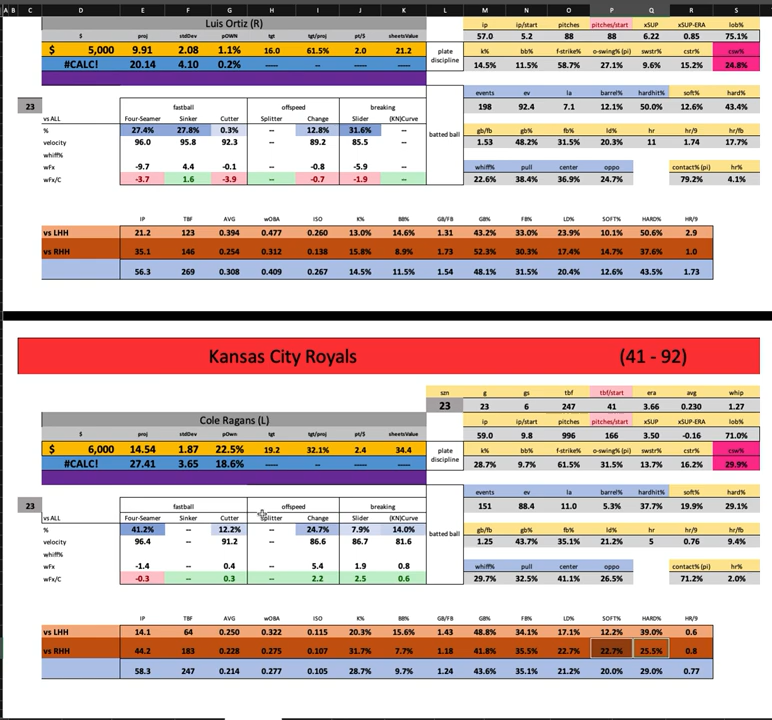 C D E F G H I J K L M N O P Q R S
Luis Ortiz (R) ip ip/start pitches pitches/start xSUP xSUP-ERA lob%
57.0 5.2 88 88 6.22 0.85 75.1%
$ proj stdDev pOWN tgt tgt/proj pt/$ sheetsValue
$ 5,000 9.91 2.08 1.1% 16.0 61.5% 2.0 21.2 plate discipline k% bb% f-strike% o-swing% (pi) swstr% cstr% csw%
#CALC! 20.14 4.10 0.2% ---- ---- ---- ---- 14.5% 11.5% 58.7% 27.1% 9.6% 15.2% 24.8%
events ev la barrel% hardhit% soft% hard%
23 fastball offspeed breaking 198 92.4 7.1 12.1% 50.0% 12.6% 43.4%
vs ALL Four-Seamer Sinker Cutter Splitter Change Slider (KN)Curve
% 27.4% 27.8% 0.3% -- 12.8% 31.6% -- batted ball gb/fb gb% fb% ld% hr hr/9 hr/fb
velocity 96.0 95.8 92.3 -- 89.2 85.5 -- 1.53 48.2% 31.5% 20.3% 11 1.74 17.7%
whiff%
wFx -9.7 4.4 -0.1 -- -0.8 -5.9 -- whiff% pull center oppo contact% (pi) hr%
wFx/C -3.7 1.6 -3.9 -- -0.7 -1.9 -- 22.6% 38.4% 36.9% 24.7% 79.2% 4.1%
IP TBF AVG wOBA ISO K% BB% GB/FB GB% FB% LD% SOFT% HARD% HR/9
vs LHH 21.2 123 0.394 0.477 0.260 13.0% 14.6% 1.31 43.2% 33.0% 23.9% 10.1% 50.6% 2.9
vs RHH 35.1 146 0.254 0.312 0.138 15.8% 8.9% 1.73 52.3% 30.3% 17.4% 14.7% 37.6% 1.0
56.3 269 0.308 0.409 0.267 14.5% 11.5% 1.54 48.1% 31.5% 20.4% 12.6% 43.5% 1.73
Kansas City Royals (41 - 92)
szn g gs tbf tbf/start era avg whip
23 23 6 247 41 3.66 0.230 1.27
Cole Ragans (L) ip ip/start pitches pitches/start xSUP xSUP-ERA lob%
$ proj stdDev pOwn tgt tgt/proj pt/$ sheetsValue 59.0 9.8 996 166 3.50 -0.16 71.0%
$ 6,000 14.54 1.87 22.5% 19.2 32.1% 2.4 34.4 plate discipline k% bb% f-strike% o-swing% (pi) swstr% cstr% csw%
#CALC! 27.41 3.65 18.6% ---- ---- ---- ---- 28.7% 9.7% 61.5% 31.5% 13.7% 16.2% 29.9%
events ev la barrel% hardhit% soft% hard%
23 fastball offspeed breaking 151 88.4 11.0 5.3% 37.7% 19.9% 29.1%
vs ALL Four-Seamer Sinker Cutter Splitter Change Slider (KN)Curve
% 41.2% -- 12.2% -- 24.7% 7.9% 14.0% batted ball gb/fb gb% fb% ld% hr hr/9 hr/fb
velocity 96.4 -- 91.2 -- 86.6 86.7 81.6 1.25 43.7% 35.1% 21.2% 5 0.76 9.4%
whiff%
wFx -1.4 -- 0.4 -- 5.4 1.9 0.8 whiff% pull center oppo contact% (pi) hr%
wFx/C -0.3 -- 0.3 -- 2.2 2.5 0.6 29.7% 32.5% 41.1% 26.5% 71.2% 2.0%
IP TBF AVG wOBA ISO K% BB% GB/FB GB% FB% LD% SOFT% HARD% HR/9
vs LHH 14.1 64 0.250 0.322 0.115 20.3% 15.6% 1.43 48.8% 34.1% 17.1% 12.2% 39.0% 0.6
vs RHH 44.2 183 0.228 0.275 0.107 31.7% 7.7% 1.18 41.8% 35.5% 22.7% 22.7% 25.5% 0.8
58.3 247 0.214 0.277 0.105 28.7% 9.7% 1.24 43.6% 35.1% 21.2% 20.0% 29.0% 0.77